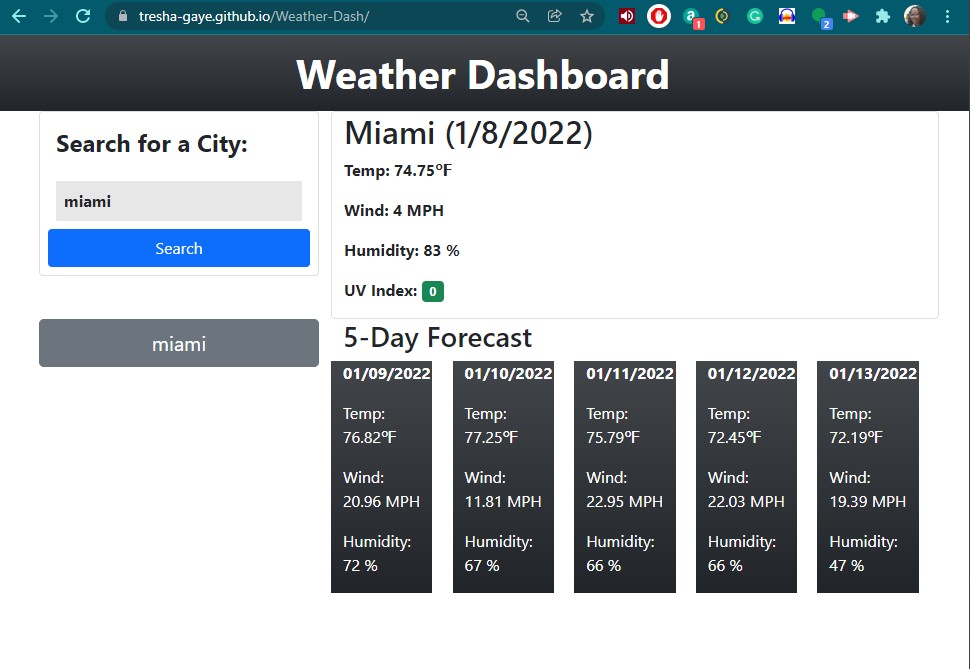 tresha-gaye.github.io/Weather-Dash/
1
2
Weather Dashboard
Search for a City:
miami
Search
miami
Miami (1/8/2022)
Temp: 74.75°F
Wind: 4 MPH
Humidity: 83 %
UV Index: 0
5-Day Forecast
01/09/2022
Temp:
76.82°F
Wind:
20.96 MPH
Humidity:
72 %
01/10/2022
Temp:
77.25°F
Wind:
11.81 MPH
Humidity:
67 %
01/11/2022
Temp:
75.79°F
Wind:
22.95 MPH
Humidity:
66 %
01/12/2022
Temp:
72.45°F
Wind:
22.03 MPH
Humidity:
66 %
01/13/2022
Temp:
72.19°F
Wind:
19.39 MPH
Humidity:
47 %